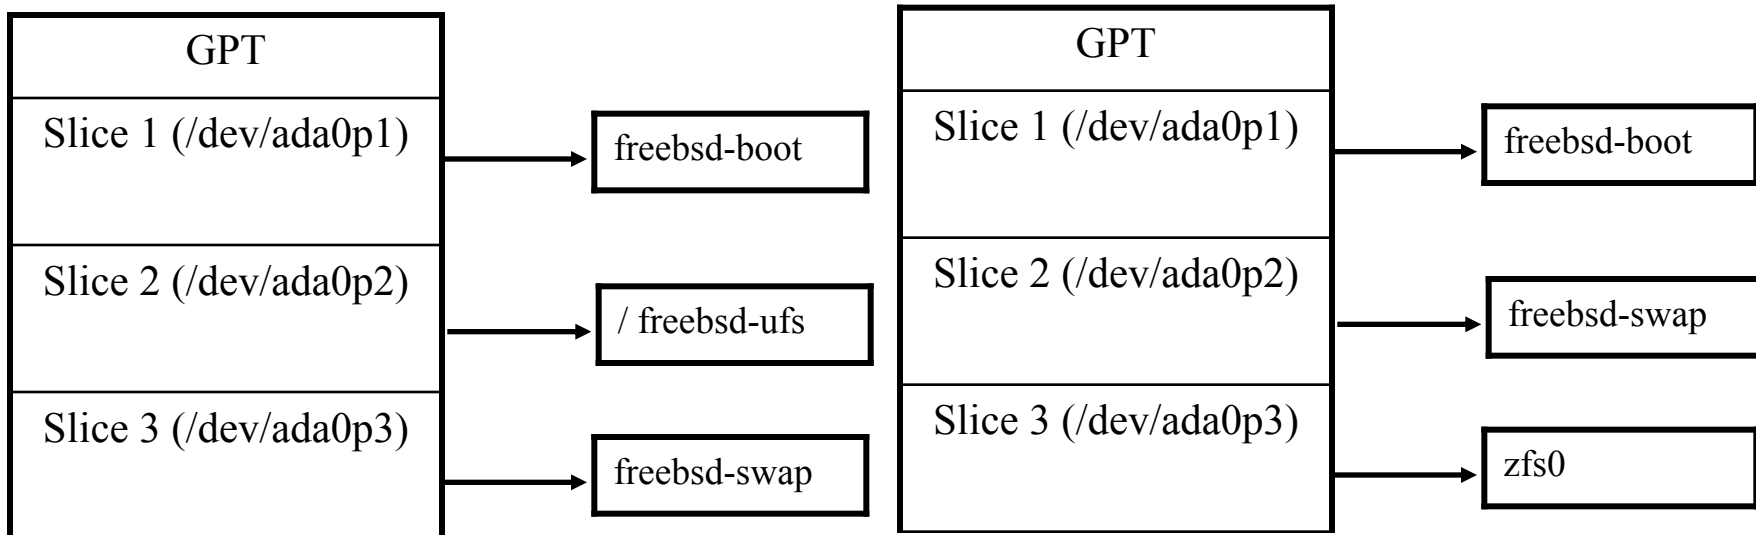 GPT
Slice 1 (/dev/ada0p1)
freebsd-boot
Slice 2 (/dev/ada0p2)
/ freebsd-ufs
Slice 3 (/dev/ada0p3)
freebsd-swap
GPT
Slice 1 (/dev/ada0p1)
freebsd-boot
Slice 2 (/dev/ada0p2)
freebsd-swap
Slice 3 (/dev/ada0p3)
zfs0